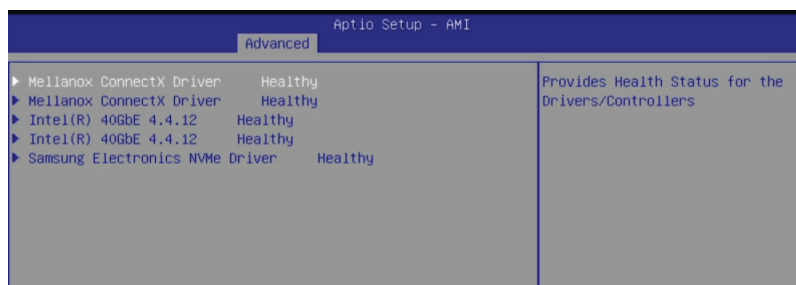 Aptio Setup - AMI
Advanced
Mellanox ConnectX Driver Healthy
Mellanox ConnectX Driver Healthy
Intel(R) 40GbE 4.4.12 Healthy
Intel(R) 40GbE 4.4.12 Healthy
Samsung Electronics NVMe Driver Healthy
Provides Health Status for the
Drivers/Controllers